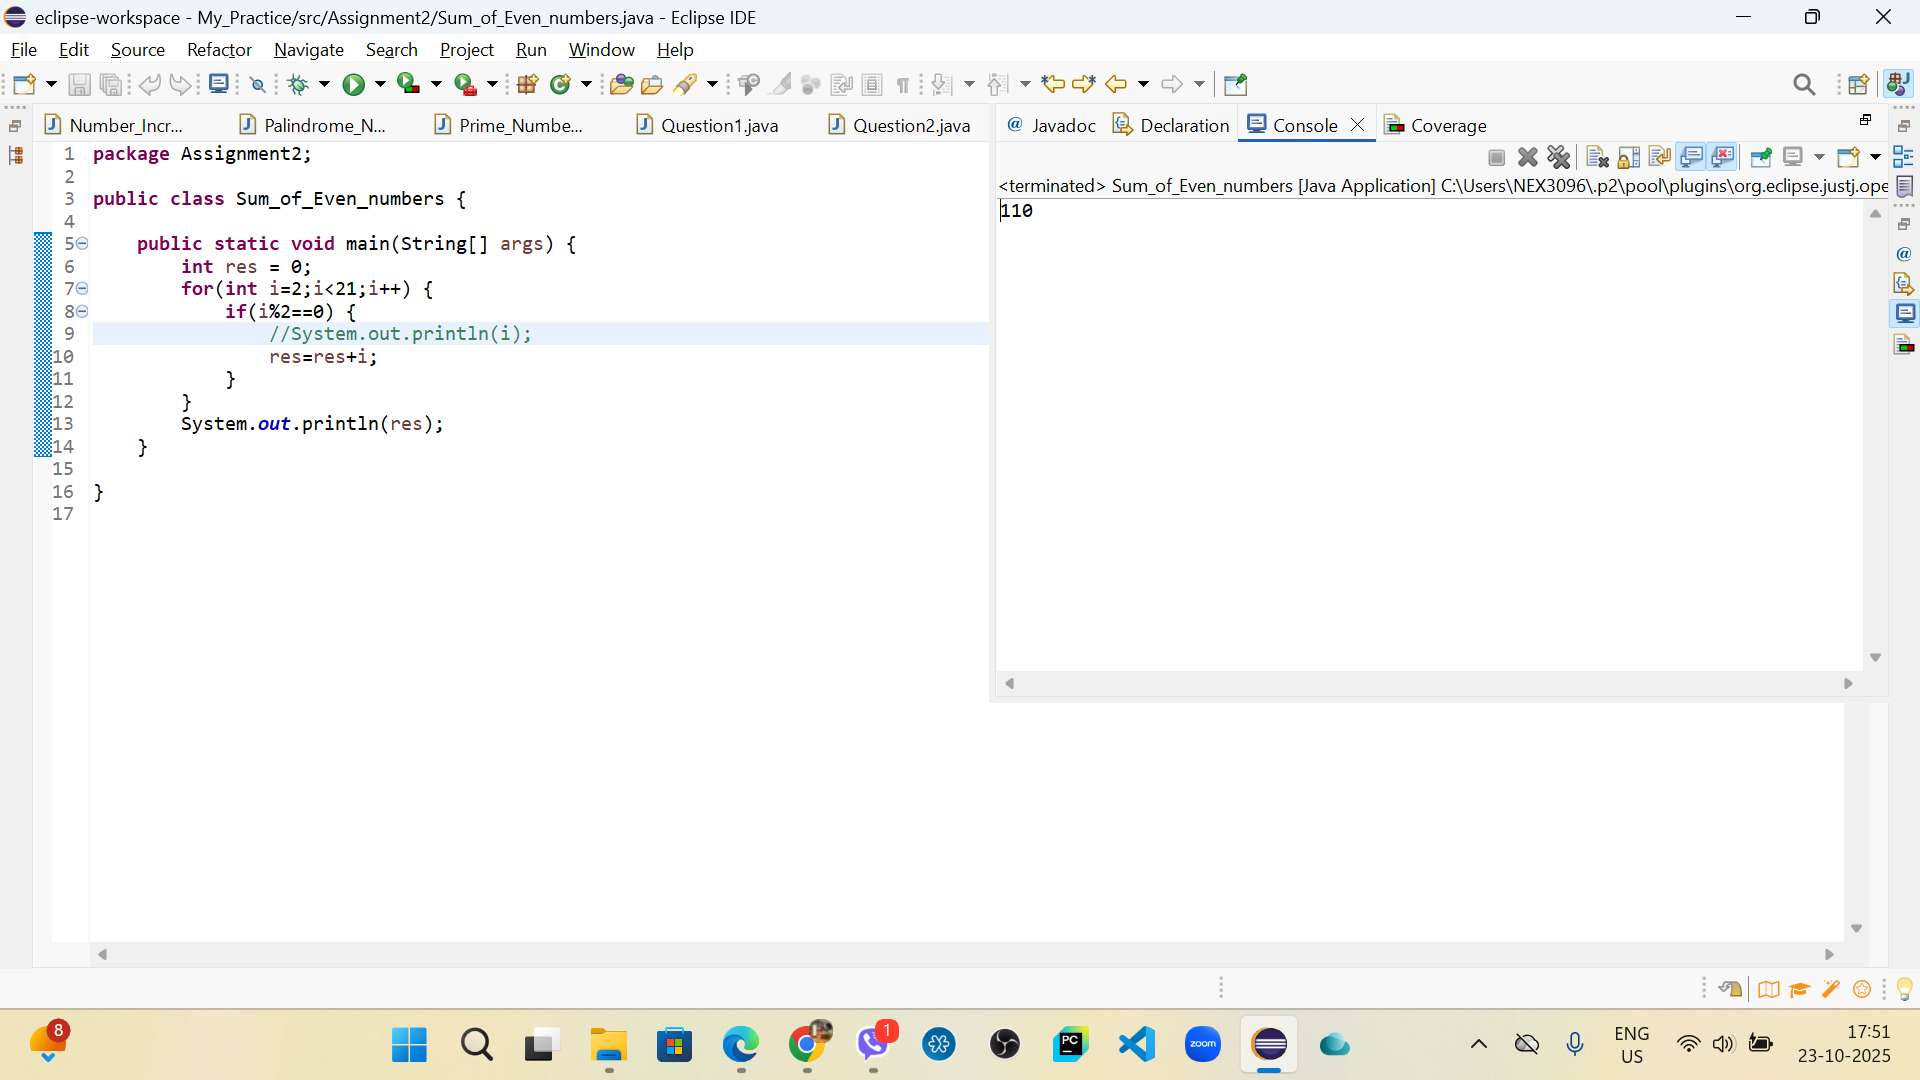 eclipse-workspace - My_Practice/src/Assignment2/Sum_of_Even_numbers.java - Eclipse IDE
File Edit Source Refactor Navigate Search Project Run Window Help
Number_Incr... Palindrome_N... Prime_Numbe... Question1.java Question2.java
@ Javadoc Declaration Console Coverage
<terminated> Sum_of_Even_numbers [Java Application] C:\Users\NEX3096\.p2\pool\plugins\org.eclipse.justj.ope
110
1 package Assignment2;
2
3 public class Sum_of_Even_numbers {
4
5     public static void main(String[] args) {
6         int res = 0;
7         for(int i=2;i<21;i++) {
8             if(i%2==0) {
9                 //System.out.println(i);
10                 res=res+i;
11             }
12         }
13         System.out.println(res);
14     }
15
16 }
17
8
1
PC
zoom
ENG
US
17:51
23-10-2025